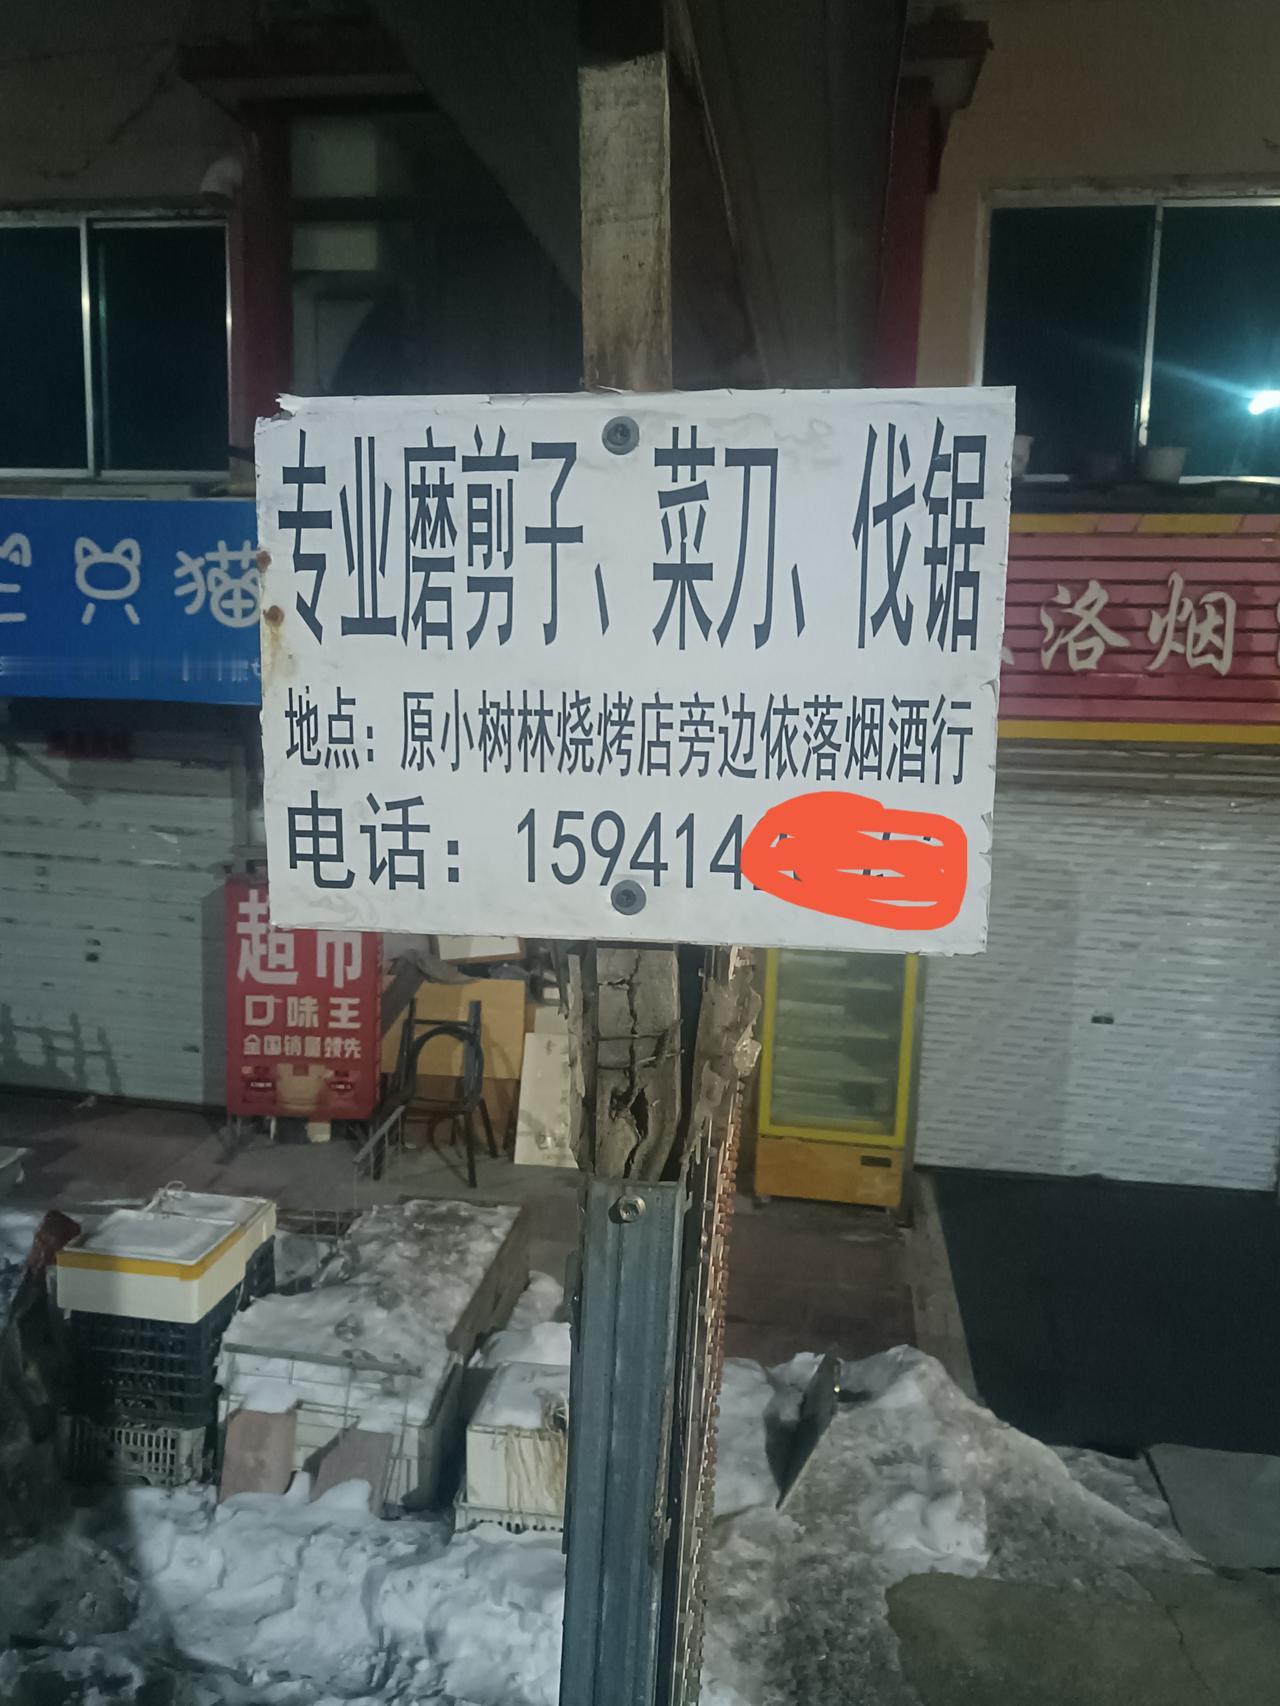 专业磨剪子、菜刀、伐锯
地点：原小树林烧烤店旁边依落烟酒行
电话：159414
只猫
洛烟
超市
口味王
全国销量领先